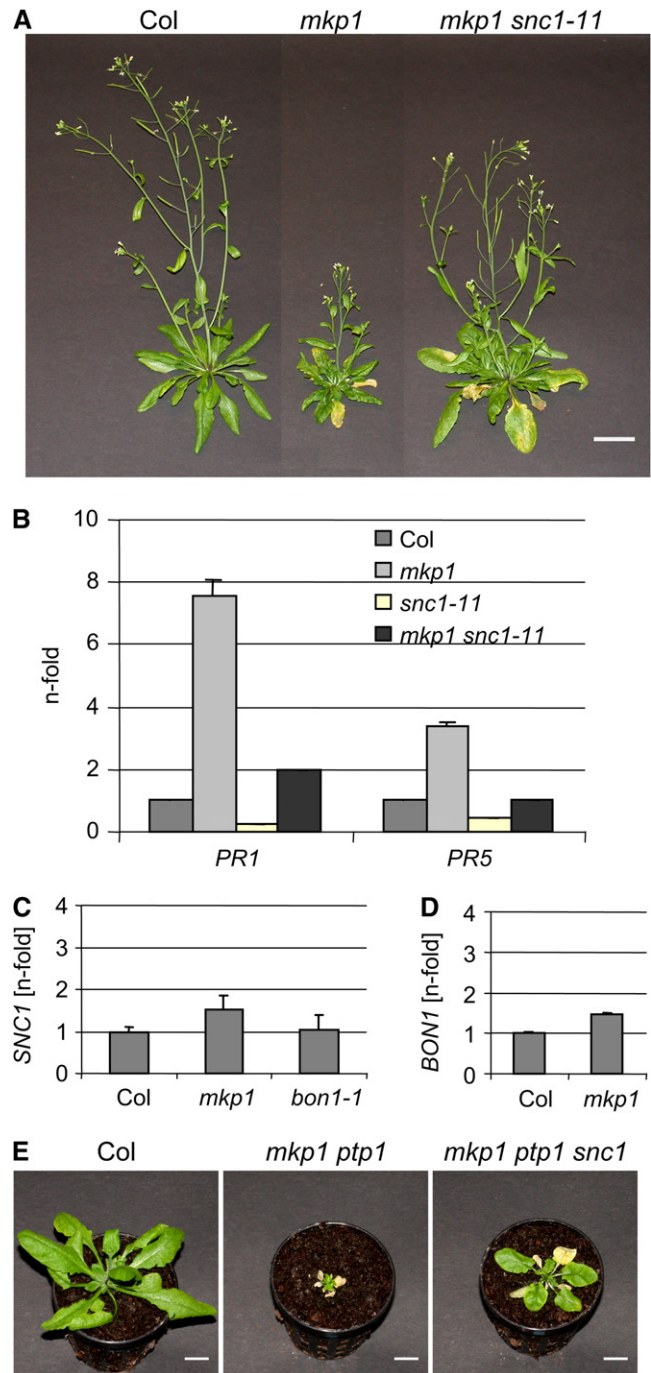 A
Col mkp1 mkp1 snc1-11
B
10
8
6
4
2
0
n-fold
Col
mkp1
snc1-11
mkp1 snc1-11
PR1 PR5
C
SNC1 [n-fold]
4
3
2
1
0
Col mkp1 bon1-1
D
BON1 [n-fold]
4
3
2
1
0
Col mkp1
E
Col mkp1 ptp1 mkp1 ptp1 snc1